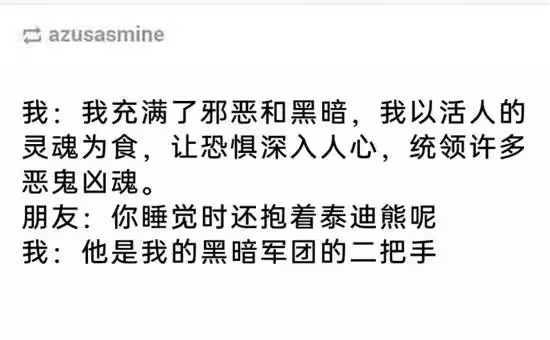 azusasmine
我：我充满了邪恶和黑暗，我以活人的
灵魂为食，让恐惧深入人心，统领许多
恶鬼凶魂。
朋友：你睡觉时还抱着泰迪熊呢
我：他是我的黑暗军团的二把手